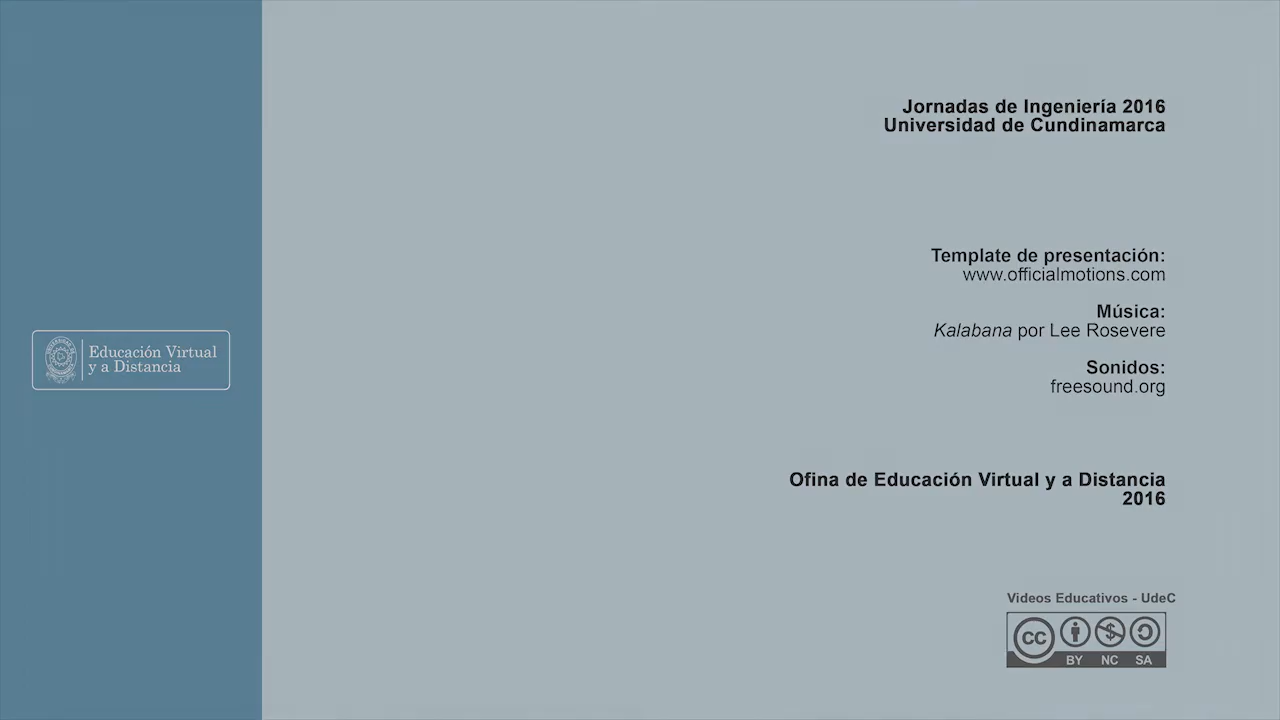 Jornadas de Ingeniería 2016
Universidad de Cundinamarca
Template de presentación:
www.officialmotions.com
Música:
Kalabana por Lee Rosevere
Sonidos:
freesound.org
Educación Virtual
y a Distancia
Ofina de Educación Virtual y a Distancia
2016
Videos Educativos - UdeC
CC
BY NC SA